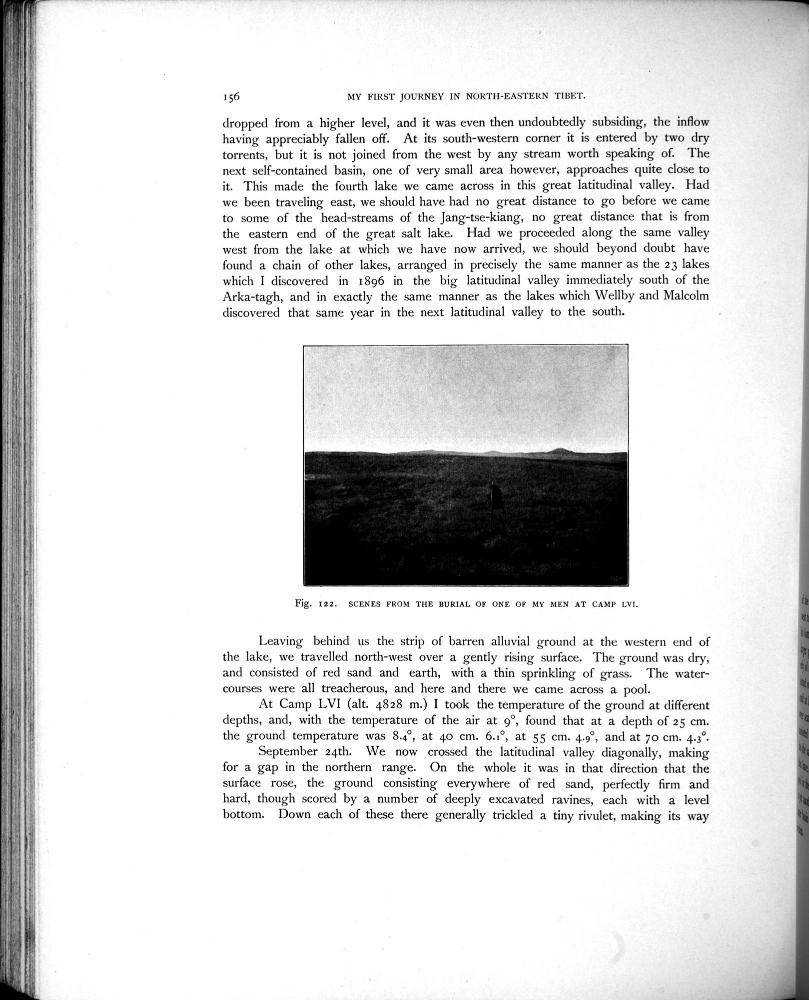 156
MY FIRST JOURNEY IN NORTH-EASTERN TIBET.
dropped from a higher level, and it was even then undoubtedly subsiding, the inflow
having appreciably fallen off. At its south-western corner it is entered by two dry
torrents, but it is not joined from the west by any stream worth speaking of. The
next self-contained basin, one of very small area however, approaches quite close to
it. This made the fourth lake we came across in this great latitudinal valley. Had
we been traveling east, we should have had no great distance to go before we came
to some of the head-streams of the Jang-tse-kiang, no great distance that is from
the eastern end of the great salt lake. Had we proceeded along the same valley
west from the lake at which we have now arrived, we should beyond doubt have
found a chain of other lakes, arranged in precisely the same manner as the 23 lakes
which I discovered in 1896 in the big latitudinal valley immediately south of the
Arka-tagh, and in exactly the same manner as the lakes which Wellby and Malcolm
discovered that same year in the next latitudinal valley to the south.
Fig. 122. SCENES FROM THE BURIAL OF ONE OF MY MEN AT CAMP LVI.
Leaving behind us the strip of barren alluvial ground at the western end of
the lake, we travelled north-west over a gently rising surface. The ground was dry,
and consisted of red sand and earth, with a thin sprinkling of grass. The water-
courses were all treacherous, and here and there we came across a pool.
At Camp LVI (alt. 4828 m.) I took the temperature of the ground at different
depths, and, with the temperature of the air at 9°, found that at a depth of 25 cm.
the ground temperature was 8.4°, at 40 cm. 6.1°, at 55 cm. 4.9°, and at 70 cm. 4.3°.
September 24th. We now crossed the latitudinal valley diagonally, making
for a gap in the northern range. On the whole it was in that direction that the
surface rose, the ground consisting everywhere of red sand, perfectly firm and
hard, though scored by a number of deeply excavated ravines, each with a level
bottom. Down each of these there generally trickled a tiny rivulet, making its way